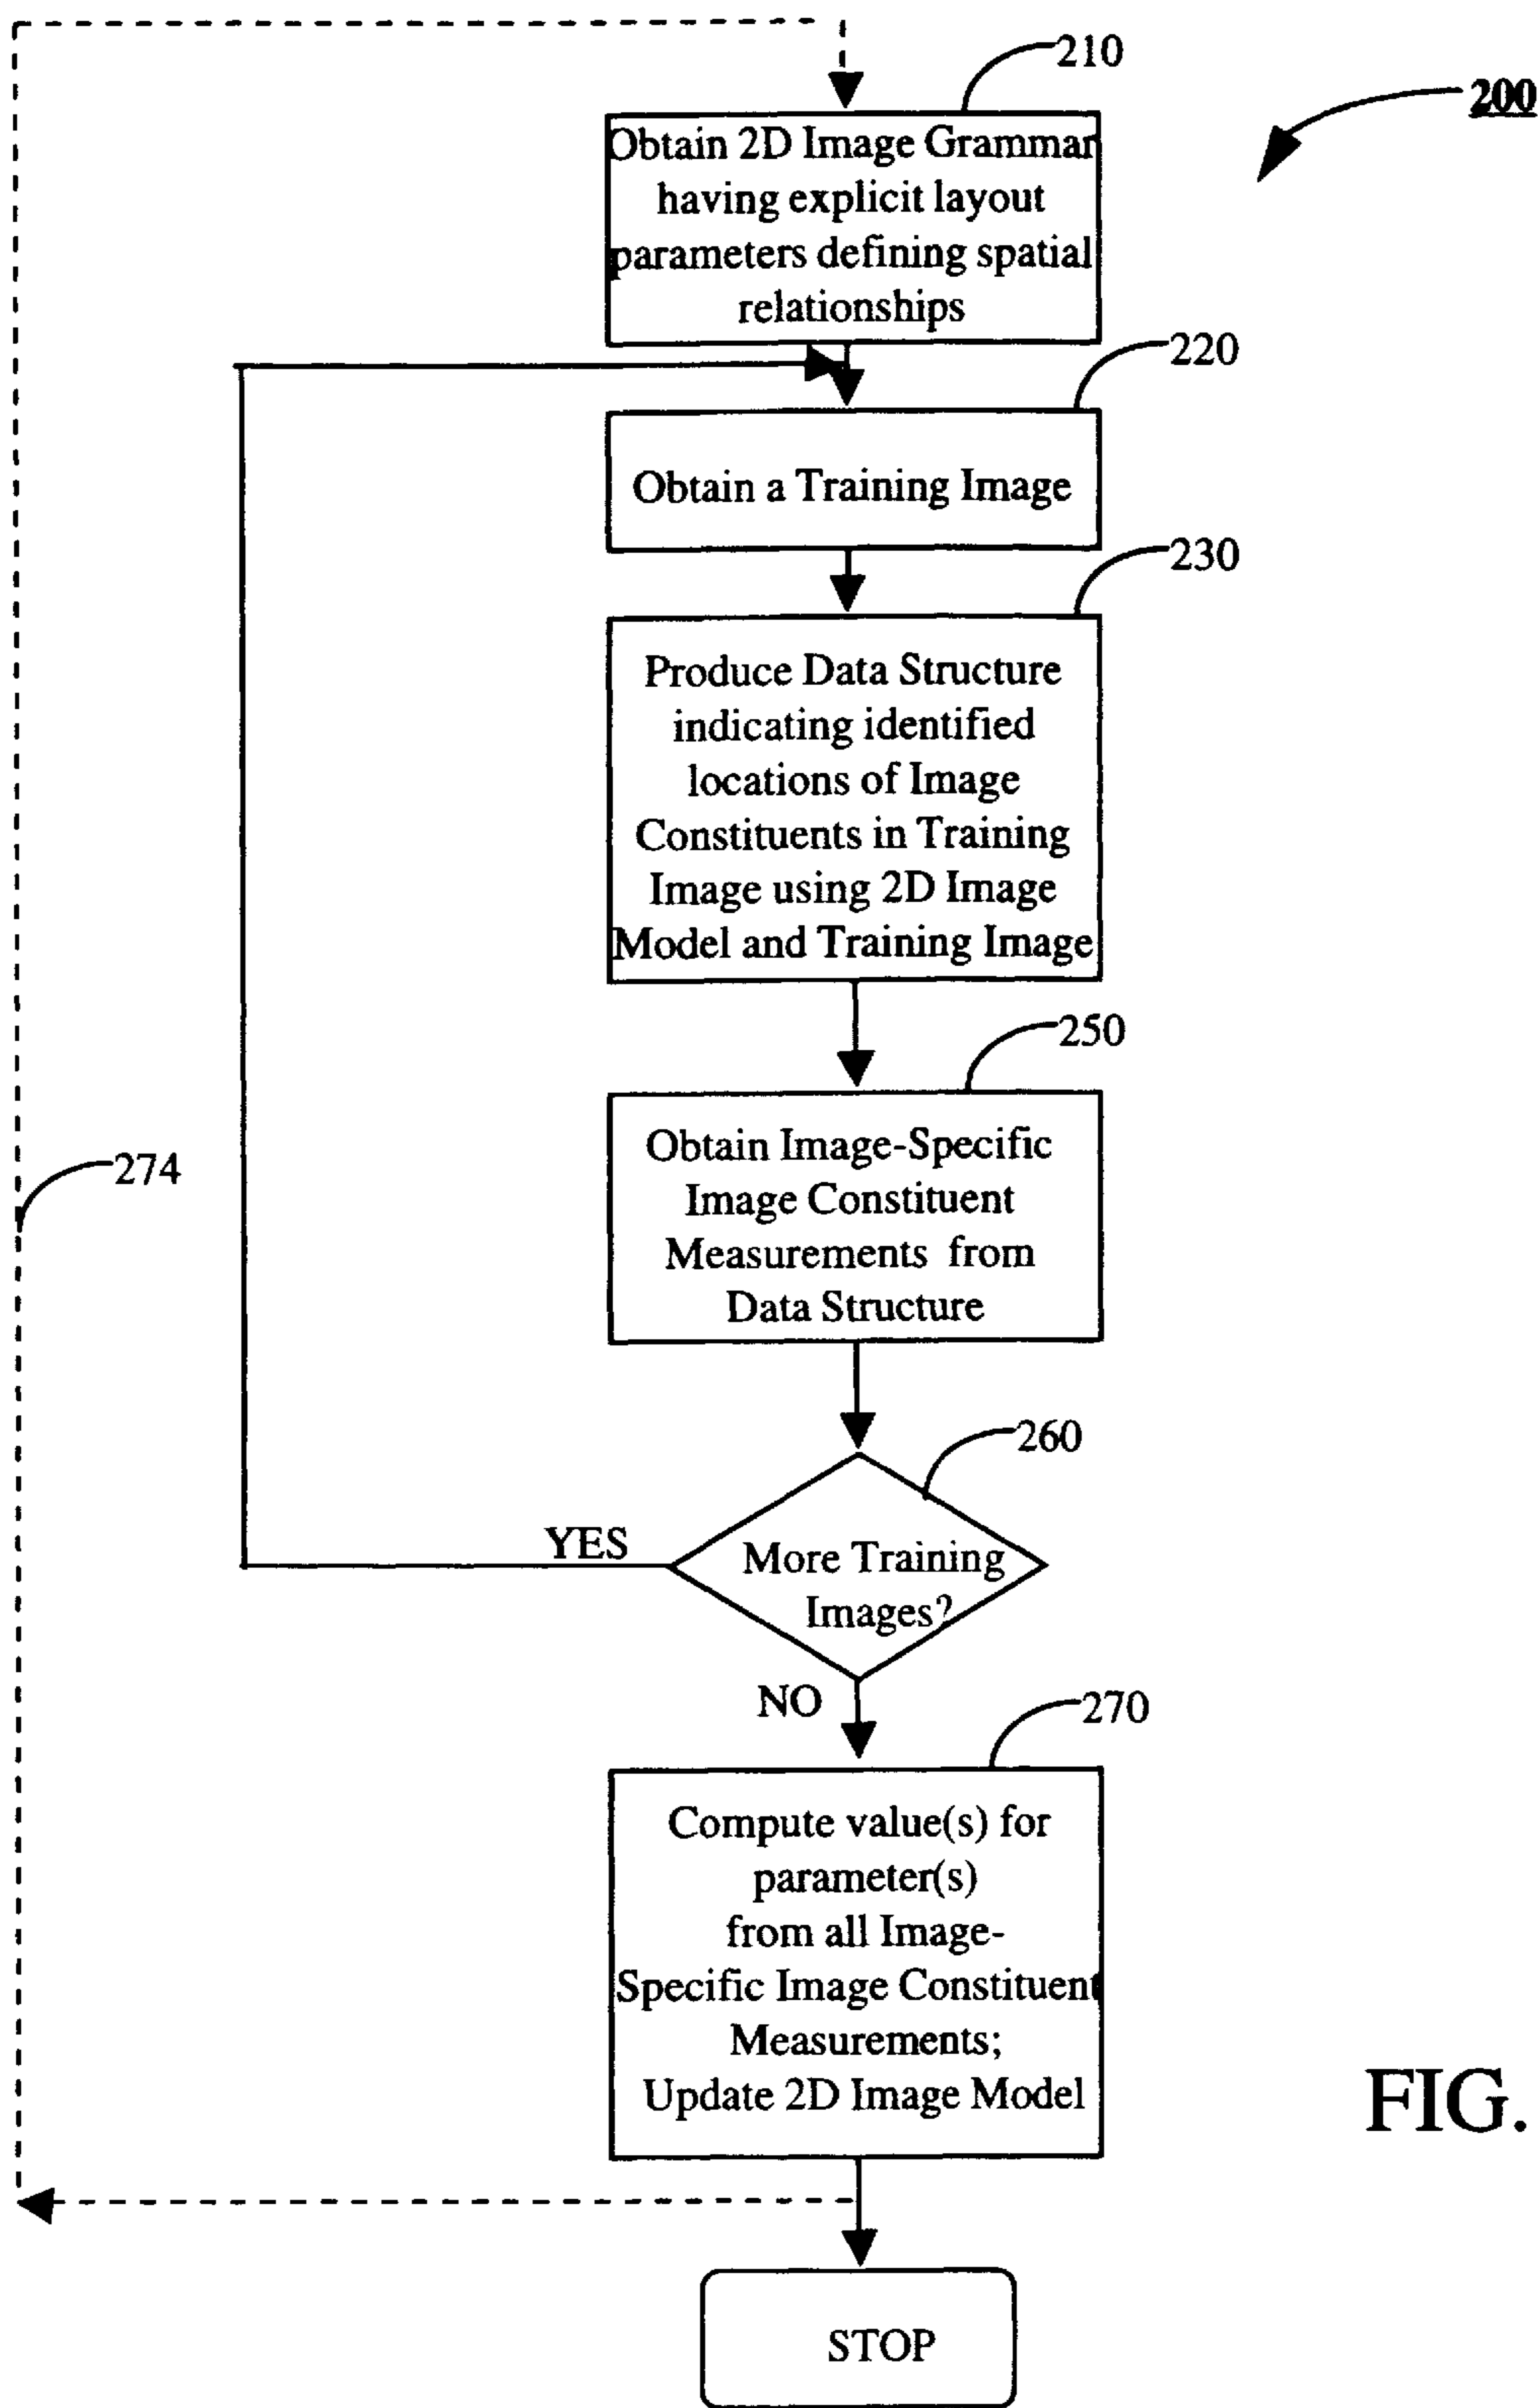 210
200
Obtain 2D Image Grammar
having explicit layout
parameters defining spatial
relationships
220
Obtain a Training Image
230
Produce Data Structure
indicating identified
locations of Image
Constituents in Training
Image using 2D Image
Model and Training Image
250
Obtain Image-Specific
Image Constituent
Measurements from
Data Structure
274
260
YES
More Training
Images?
NO
270
Compute value(s) for
parameter(s)
from all Image-
Specific Image Constituent
Measurements;
Update 2D Image Model
FIG.
STOP